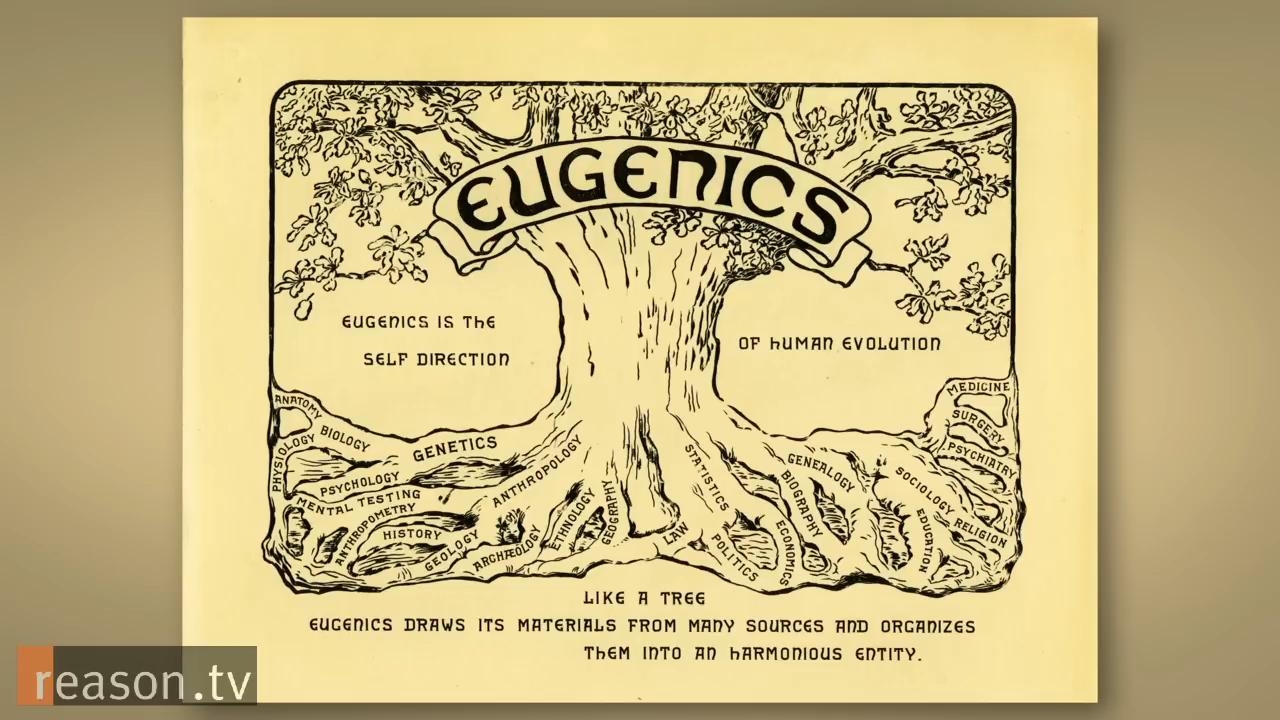 EUGENICS
EUGENICS IS THE
SELF DIRECTION
OF HUMAN EVOLUTION
ANATOMY
PHYSIOLOGY
BIOLOGY
GENETICS
PSYCHOLOGY
MENTAL TESTING
ANTHROPOMETRY
HISTORY
GEOLOGY
ANTHROPOLOGY
ARCHÆOLOGY
ETHNOLOGY
GEOGRAPHY
LAW
STATISTICS
POLITICS
ECONOMICS
BIOGRAPHY
GENEALOGY
SOCIOLOGY
EDUCATION
RELIGION
PSYCHIATRY
SURGERY
MEDICINE
LIKE A TREE
EUGENICS DRAWS ITS MATERIALS FROM MANY SOURCES AND ORGANIZES
THEM INTO AN HARMONIOUS ENTITY.
reason.tv